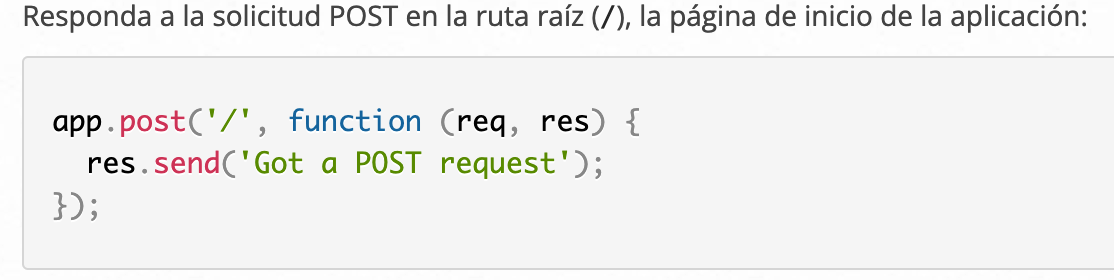 Responda a la solicitud POST en la ruta raíz (/), la página de inicio de la aplicación:
app.post('/', function (req, res) {
  res.send('Got a POST request');
});